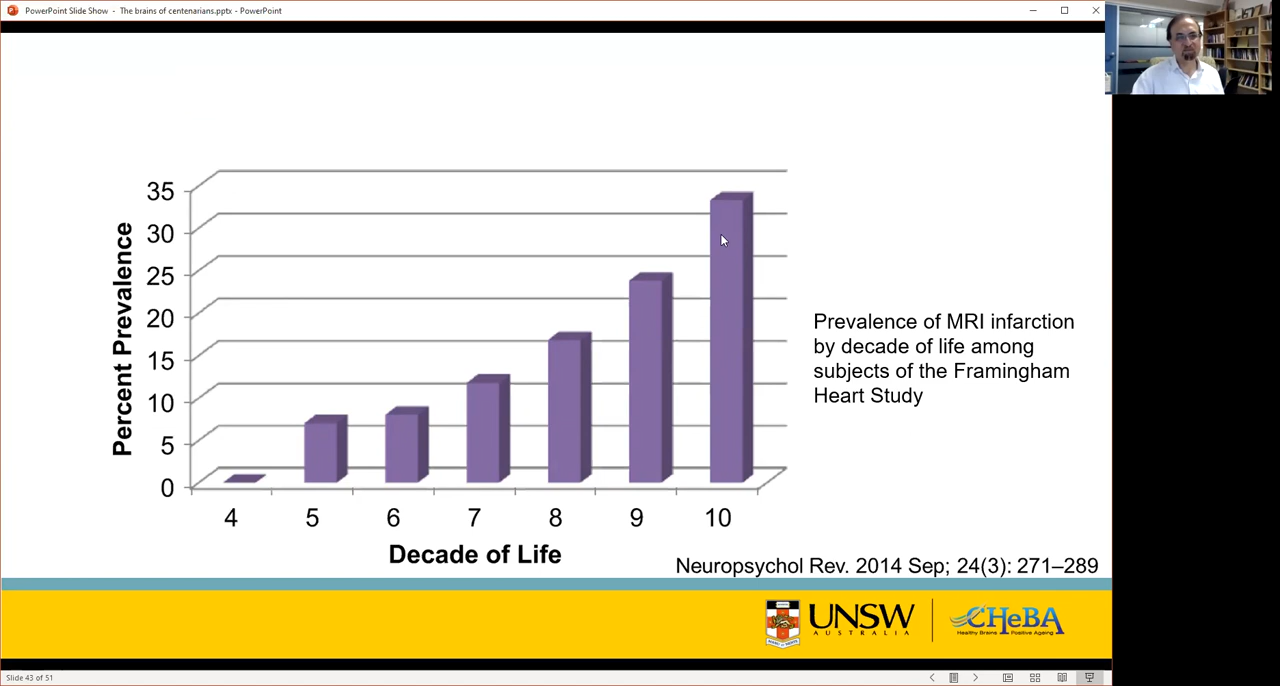 PowerPoint Slide Show - The brains of centenarians.pptx - PowerPoint
35
30
25
20
15
10
5
0
Percent Prevalence
4 5 6 7 8 9 10
Decade of Life
Prevalence of MRI infarction
by decade of life among
subjects of the Framingham
Heart Study
Neuropsychol Rev. 2014 Sep; 24(3): 271–289
UNSW
AUSTRALIA
CHeBA
Healthy Brains Positive Ageing
Slide 43 of 51